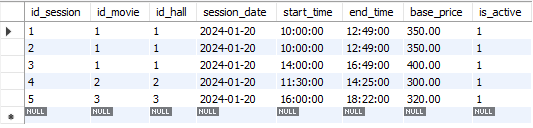 id_session id_movie id_hall session_date start_time end_time base_price is_active
1 1 1 2024-01-20 10:00:00 12:49:00 350.00 1
2 1 1 2024-01-20 10:00:00 12:49:00 350.00 1
3 1 1 2024-01-20 14:00:00 16:49:00 400.00 1
4 2 2 2024-01-20 11:30:00 14:25:00 300.00 1
5 3 3 2024-01-20 16:00:00 18:22:00 320.00 1
NULL NULL NULL NULL NULL NULL NULL NULL